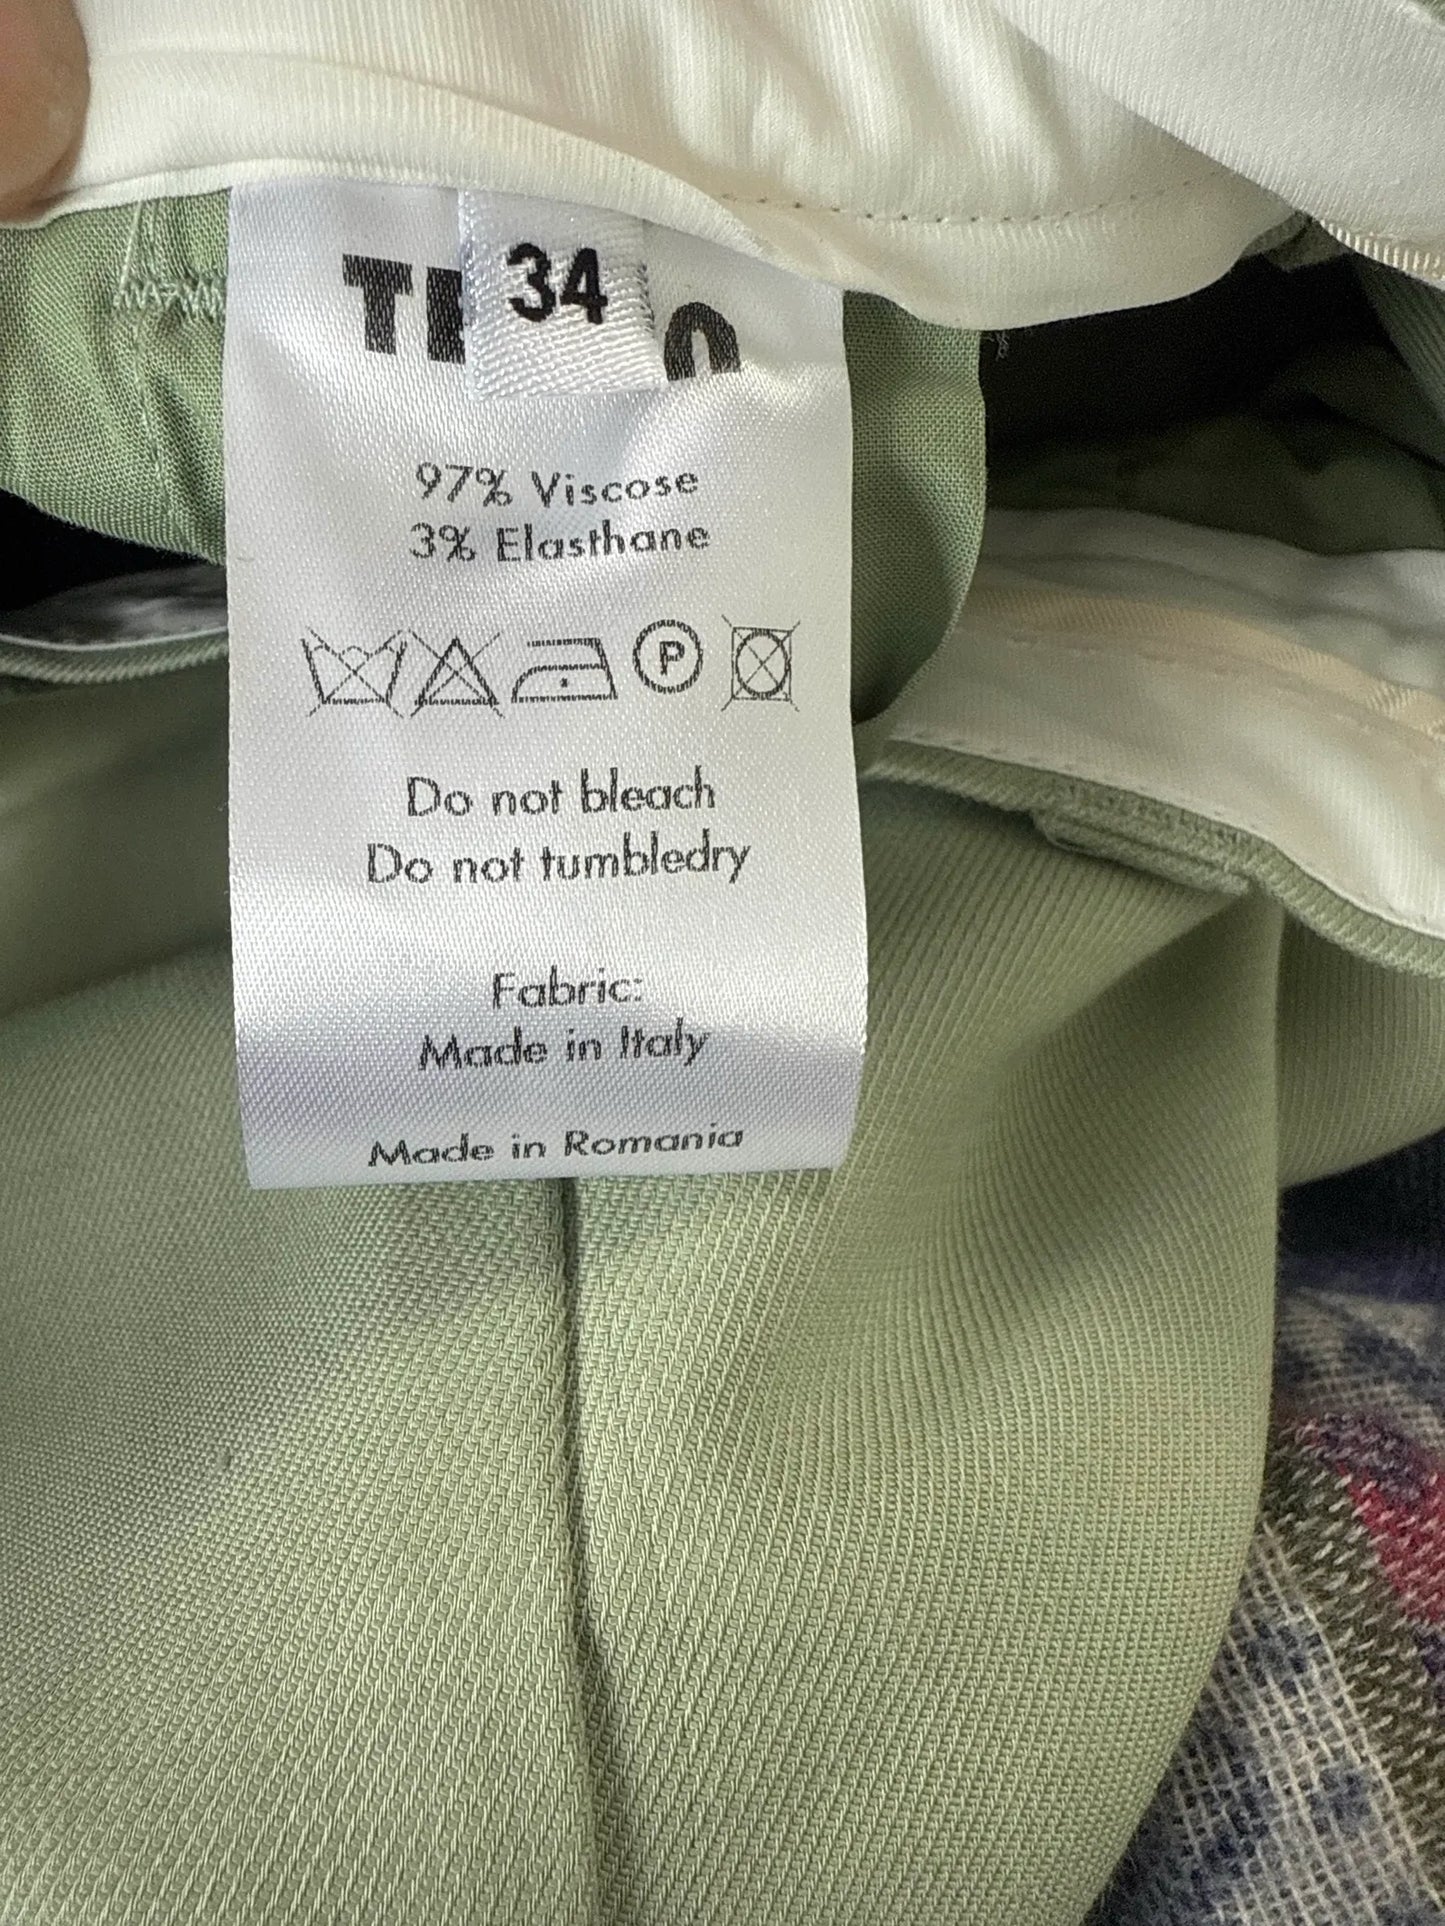 34
97% Viscose
3% Elasthane
P
Do not bleach
Do not tumbledry
Fabric:
Made in Italy
Made in Romania